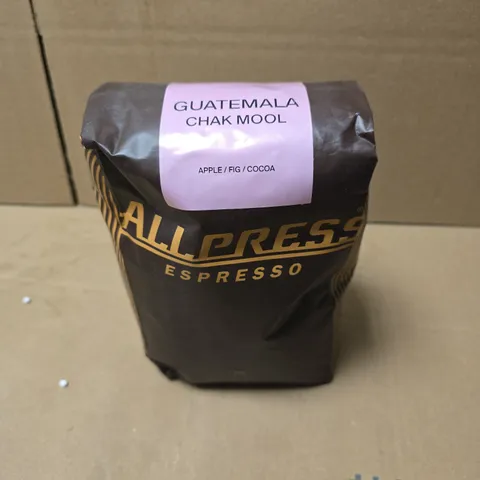 GUATEMALA
CHAK MOOL
APPLE / FIG / COCOA
ALLPRESS
ESPRESSO